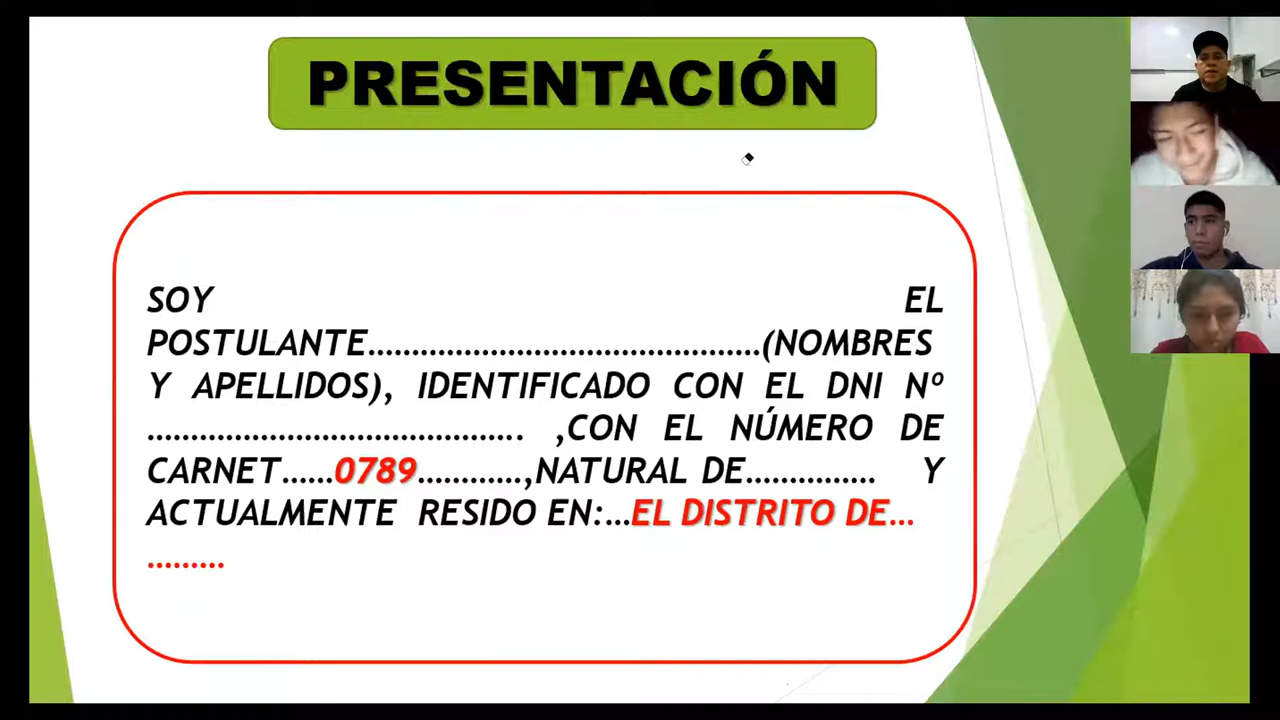 PRESENTACIÓN
SOY EL
POSTULANTE.............................................(NOMBRES
Y APELLIDOS), IDENTIFICADO CON EL DNI Nº
........................................... ,CON EL NÚMERO DE
CARNET......0789............,NATURAL DE............... Y
ACTUALMENTE RESIDO EN:...EL DISTRITO DE...
.........